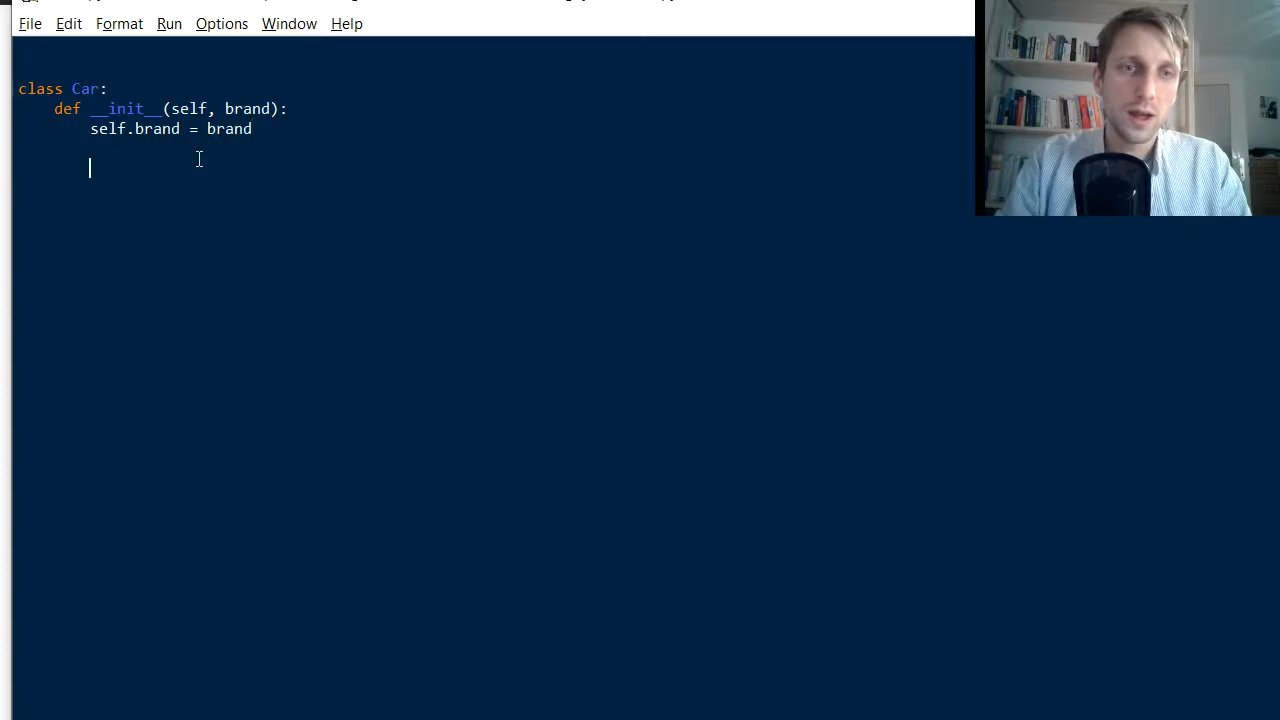 File Edit Format Run Options Window Help
class Car:
    def __init__(self, brand):
        self.brand = brand